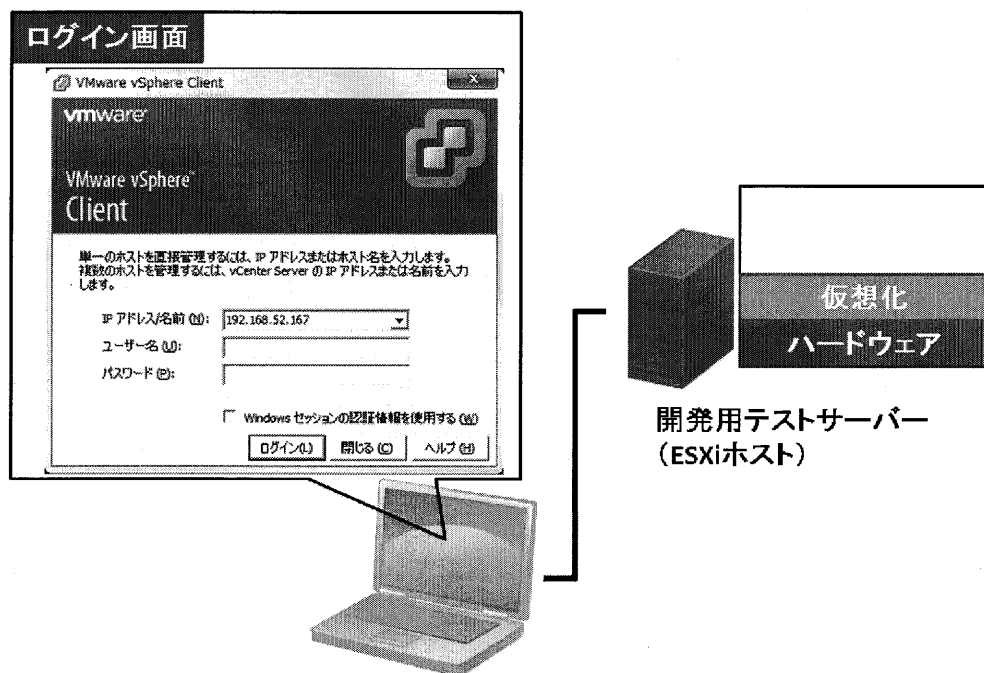 ログイン画面
VMware vSphere Client
vmware
VMware vSphere™
Client
単一のホストを直接管理するには、IP アドレスまたはホスト名を入力します。
複数のホストを管理するには、vCenter Server の IP アドレスまたは名前を入力
します。
IP アドレス/名前 (N): 192.168.52.167
ユーザー名 (U):
パスワード (P):
Windows セッションの認証情報を使用する (W)
ログイン(L) 閉じる (C) ヘルプ (H)
仮想化
ハードウェア
開発用テストサーバー
（ESXiホスト）